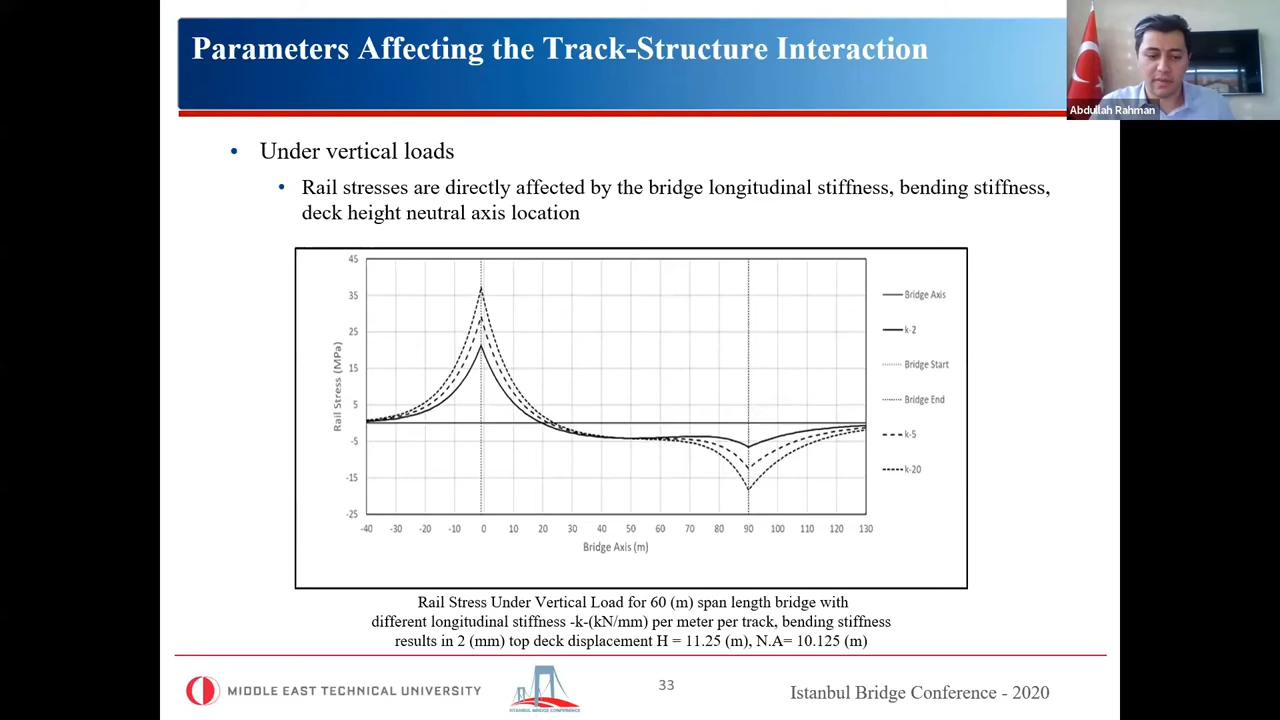 Parameters Affecting the Track-Structure Interaction
Abdullah Rahman
• Under vertical loads
• Rail stresses are directly affected by the bridge longitudinal stiffness, bending stiffness,
deck height neutral axis location
45
35
25
15
5
-5
-15
-25
Rail Stress (MPa)
-40 -30 -20 -10 0 10 20 30 40 50 60 70 80 90 100 110 120 130
Bridge Axis (m)
Bridge Axis
k-2
Bridge Start
Bridge End
k-5
k-20
Rail Stress Under Vertical Load for 60 (m) span length bridge with
different longitudinal stiffness -k-(kN/mm) per meter per track, bending stiffness
results in 2 (mm) top deck displacement H = 11.25 (m), N.A= 10.125 (m)
MIDDLE EAST TECHNICAL UNIVERSITY
ISTANBUL BRIDGE CONFERENCE
33
Istanbul Bridge Conference - 2020